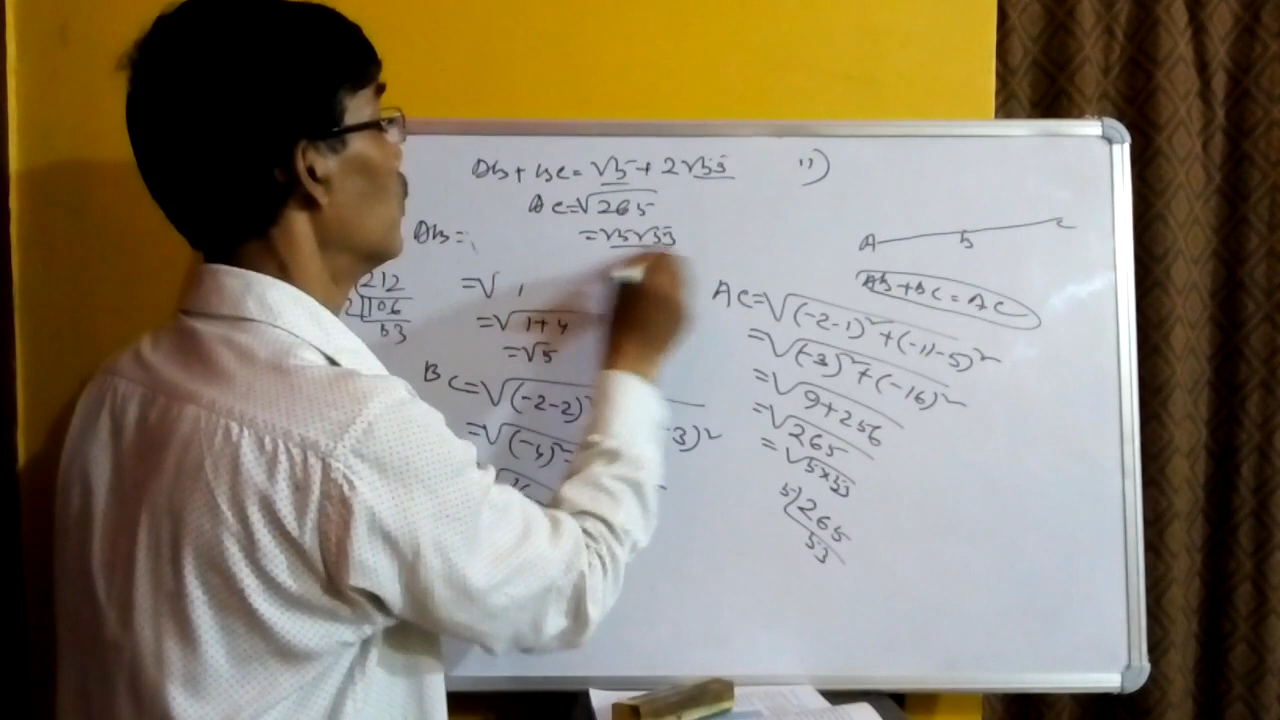 AB + BC = √5 + 2√53
AC = √265
= √5√53
AB =
212
2 106
53
= √ 1
= √1+4
= √5
BC = √(-2-2)²
= √(-4)² = -3)²
11)
A B C
AB + BC = AC
AC = √(-2-1)² + (-11-5)²
= √(-3)² + (-16)²
= √9+256
= √265
= √5×53
5)265
53